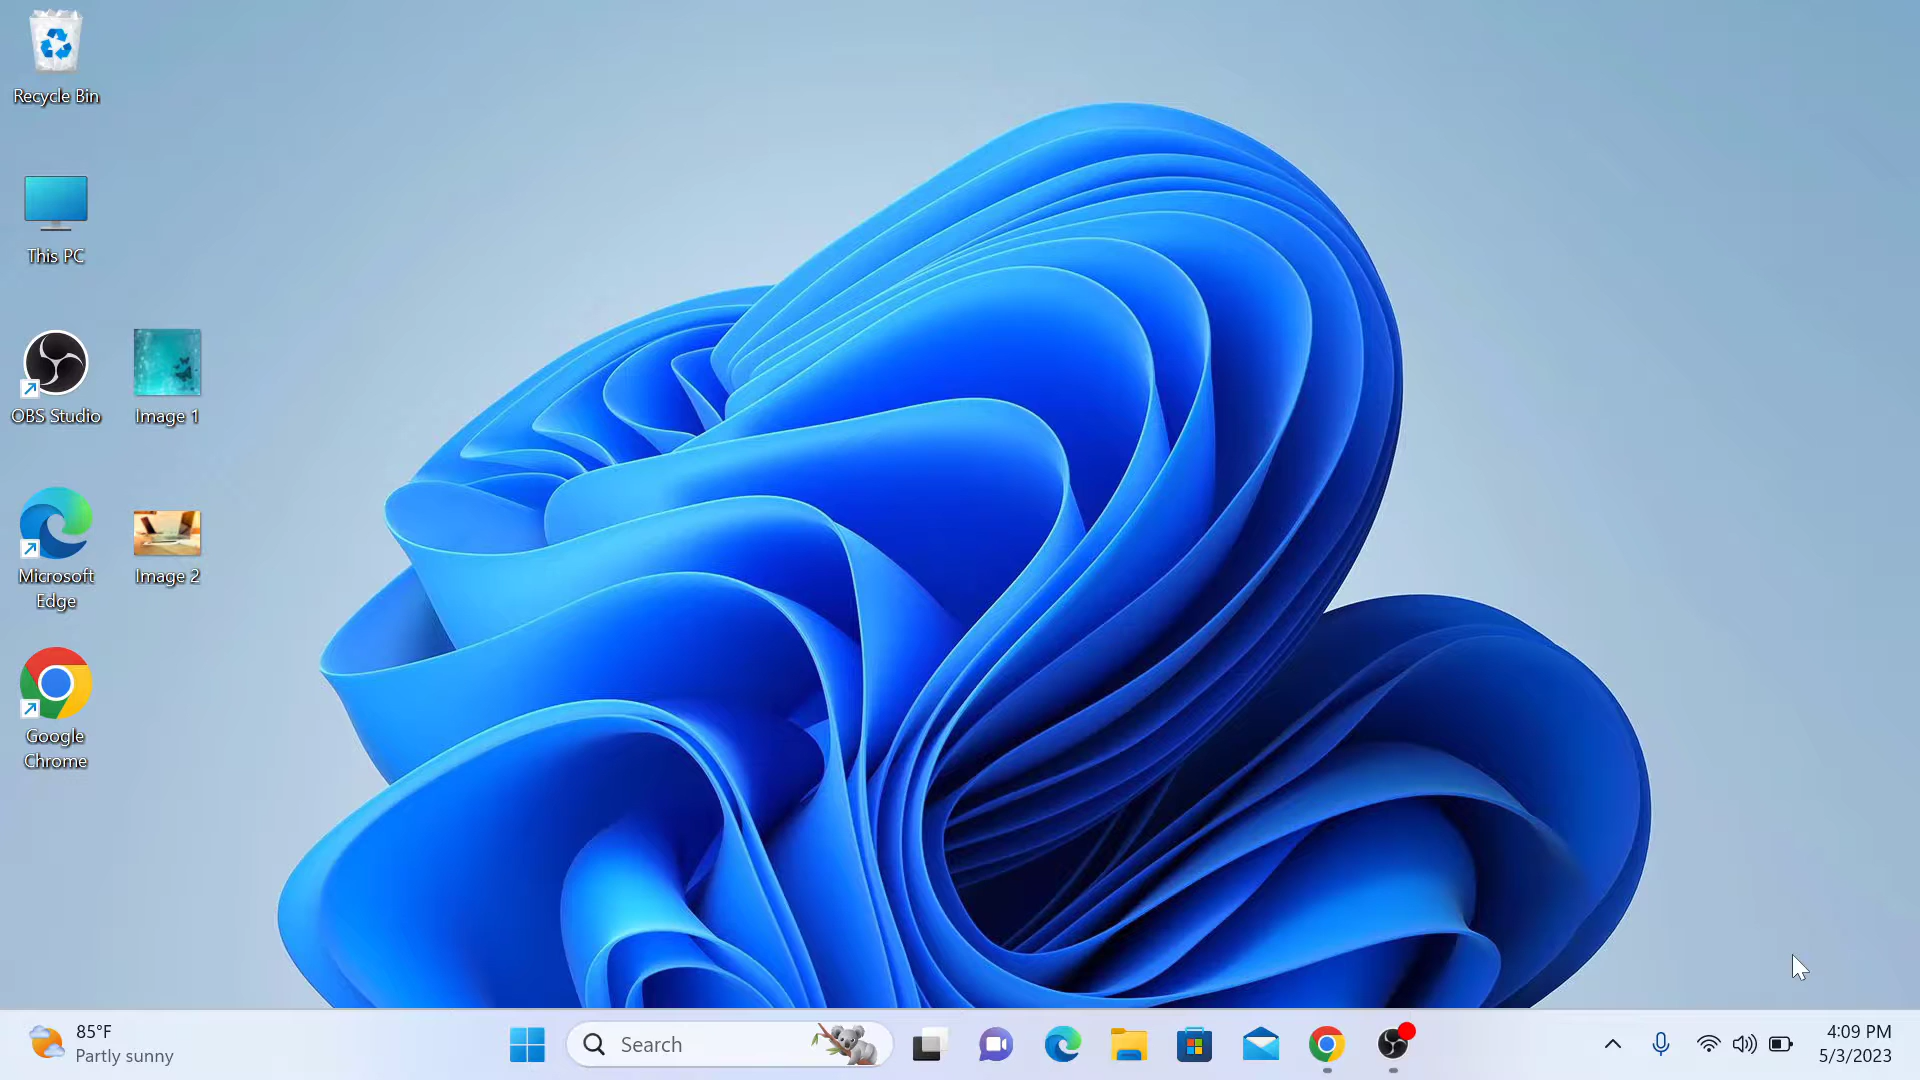 Recycle Bin
This PC
OBS Studio
Image 1
Microsoft
Edge
Image 2
Google
Chrome
85°F
Partly sunny
Search
4:09 PM
5/3/2023